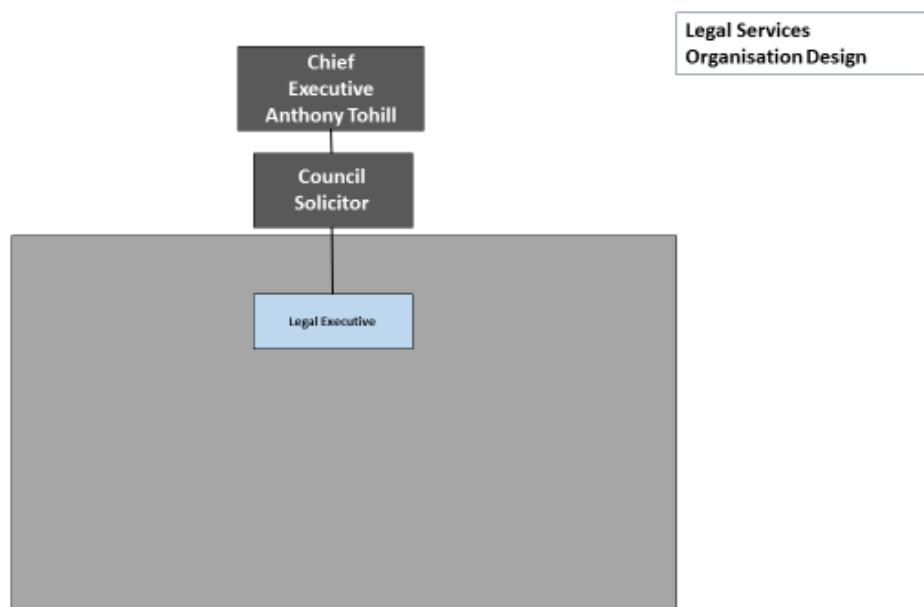 Legal Services
Organisation Design
Chief
Executive
Anthony Tohill
Council
Solicitor
Legal Executive